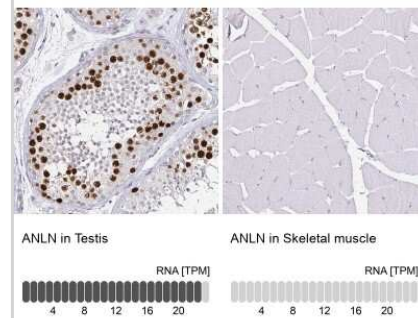 ANLN in Testis
RNA [TPM]
4 8 12 16 20
ANLN in Skeletal muscle
RNA [TPM]
4 8 12 16 20